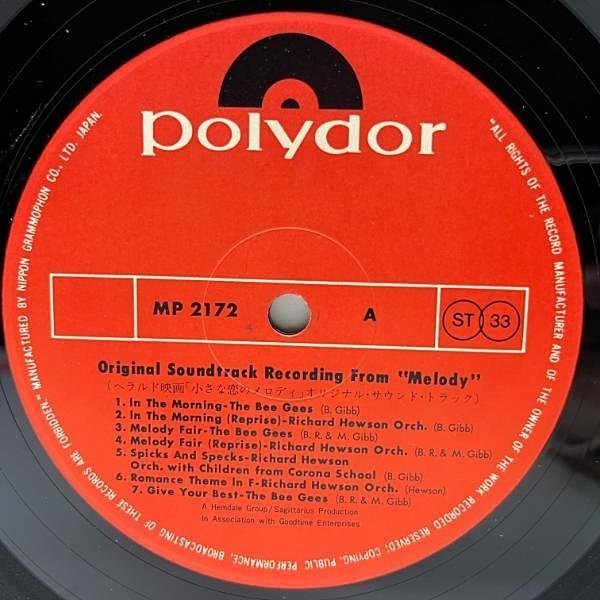 polydor
MP 2172
A
ST 33
Original Soundtrack Recording From "Melody"
(ヘラルド映画「小さな恋のメロディ」オリジナル・サウンド・トラック)
1. In The Morning-The Bee Gees (B. Gibb)
2. In The Morning (Reprise)-Richard Hewson Orch. (B. Gibb)
3. Melody Fair-The Bee Gees (B. R. & M. Gibb)
4. Melody Fair (Reprise)-Richard Hewson Orch. (B. R. & M. Gibb)
5. Spicks And Specks-Richard Hewson
Orch. with Children from Corona School (B. Gibb)
6. Romance Theme In F-Richard Hewson Orch. (Hewson)
7. Give Your Best-The Bee Gees (B. R. & M. Gibb)
A Hemdale Group/Sagittarius Production
In Association with Goodtime Enterprises
"ALL RIGHTS OF THE RECORD MANUFACTURER AND OF THE OWNER OF THE WORK RECORDED RESERVED; COPYING, PUBLIC PERFORMANCE, BROADCASTING OF THESE RECORDS ARE FORBIDDEN." MANUFACTURED BY NIPPON GRAMMOPHON CO., LTD. JAPAN.